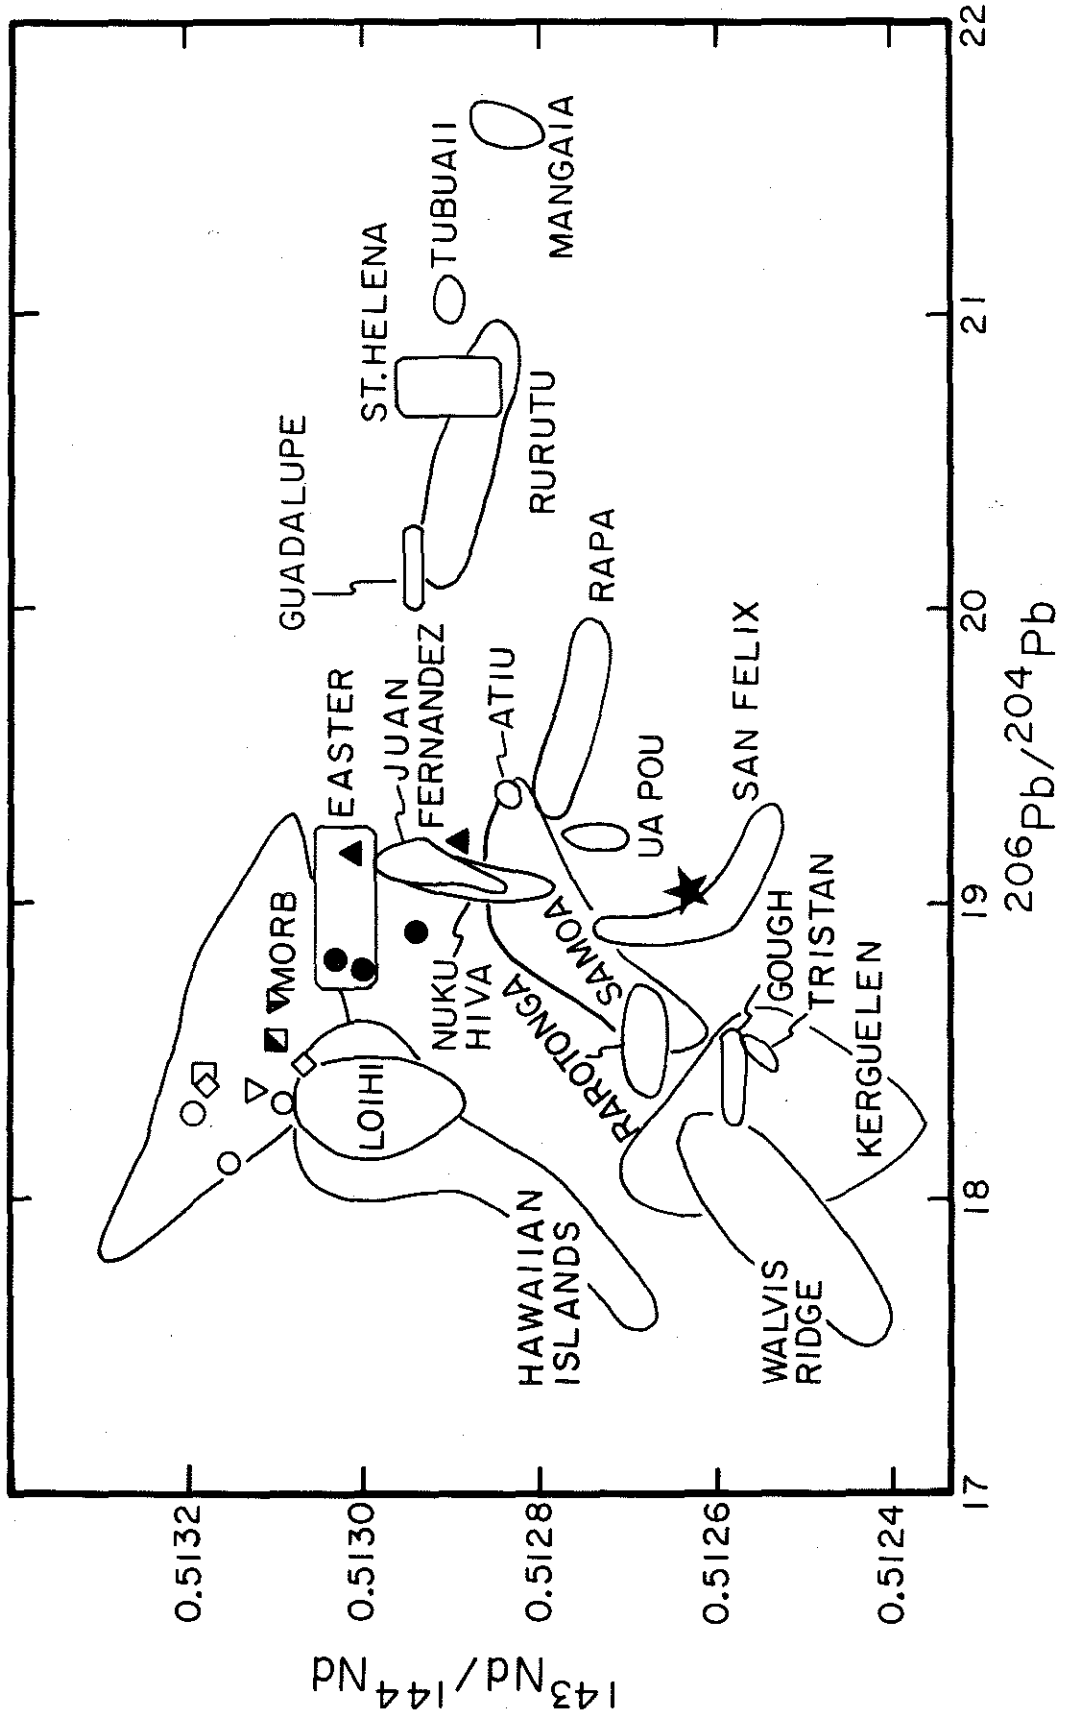 143Nd/144Nd
0.5132
0.5130
0.5128
0.5126
0.5124
MORB
EASTER
GUADALUPE
ST. HELENA
TUBUAII
MANGAIA
RURUTU
JUAN
FERNANDEZ
ATIU
RAPA
UA POU
SAN FELIX
LOIHI
NUKU
HIVA
SAMOA
RAROTONGA
GOUGH
TRISTAN
KERGUELEN
HAWAIIAN
ISLANDS
WALVIS
RIDGE
17
18
19
20
21
22
206Pb/204Pb